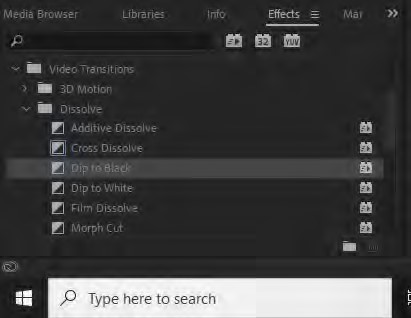 Media Browser Libraries Info Effects Mar
32 YUV
Video Transitions
3D Motion
Dissolve
Additive Dissolve
Cross Dissolve
Dip to Black
Dip to White
Film Dissolve
Morph Cut
Type here to search